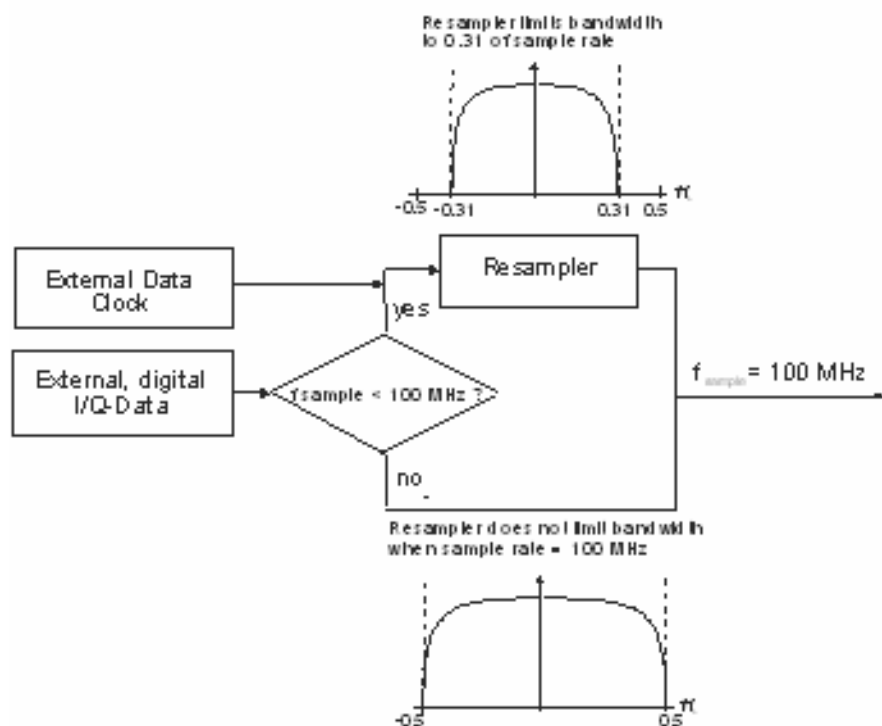 Resampler limits bandwidth
to 0.31 of sample rate
-0.5 -0.31 0.31 0.5
External Data
Clock
Resampler
yes
External, digital
I/Q-Data
f sample < 100 MHz ?
f sample = 100 MHz
no
Resampler does not limit bandwidth
when sample rate = 100 MHz
-0.5 0.5